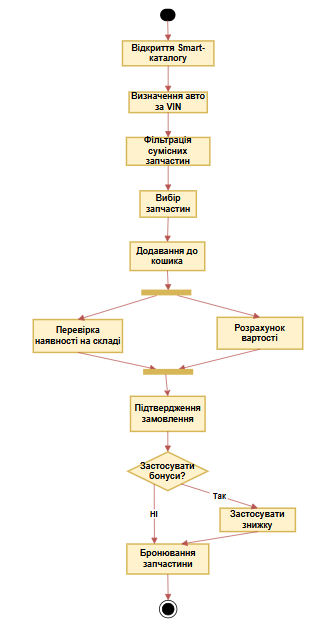 Відкриття Smart-
каталогу
Визначення авто
за VIN
Фільтрація
сумісних
запчастин
Вибір
запчастин
Додавання до
кошика
Перевірка
наявності на складі
Розрахунок
вартості
Підтвердження
замовлення
Застосувати
бонуси?
Так
Ні
Застосувати
знижку
Бронювання
запчастини